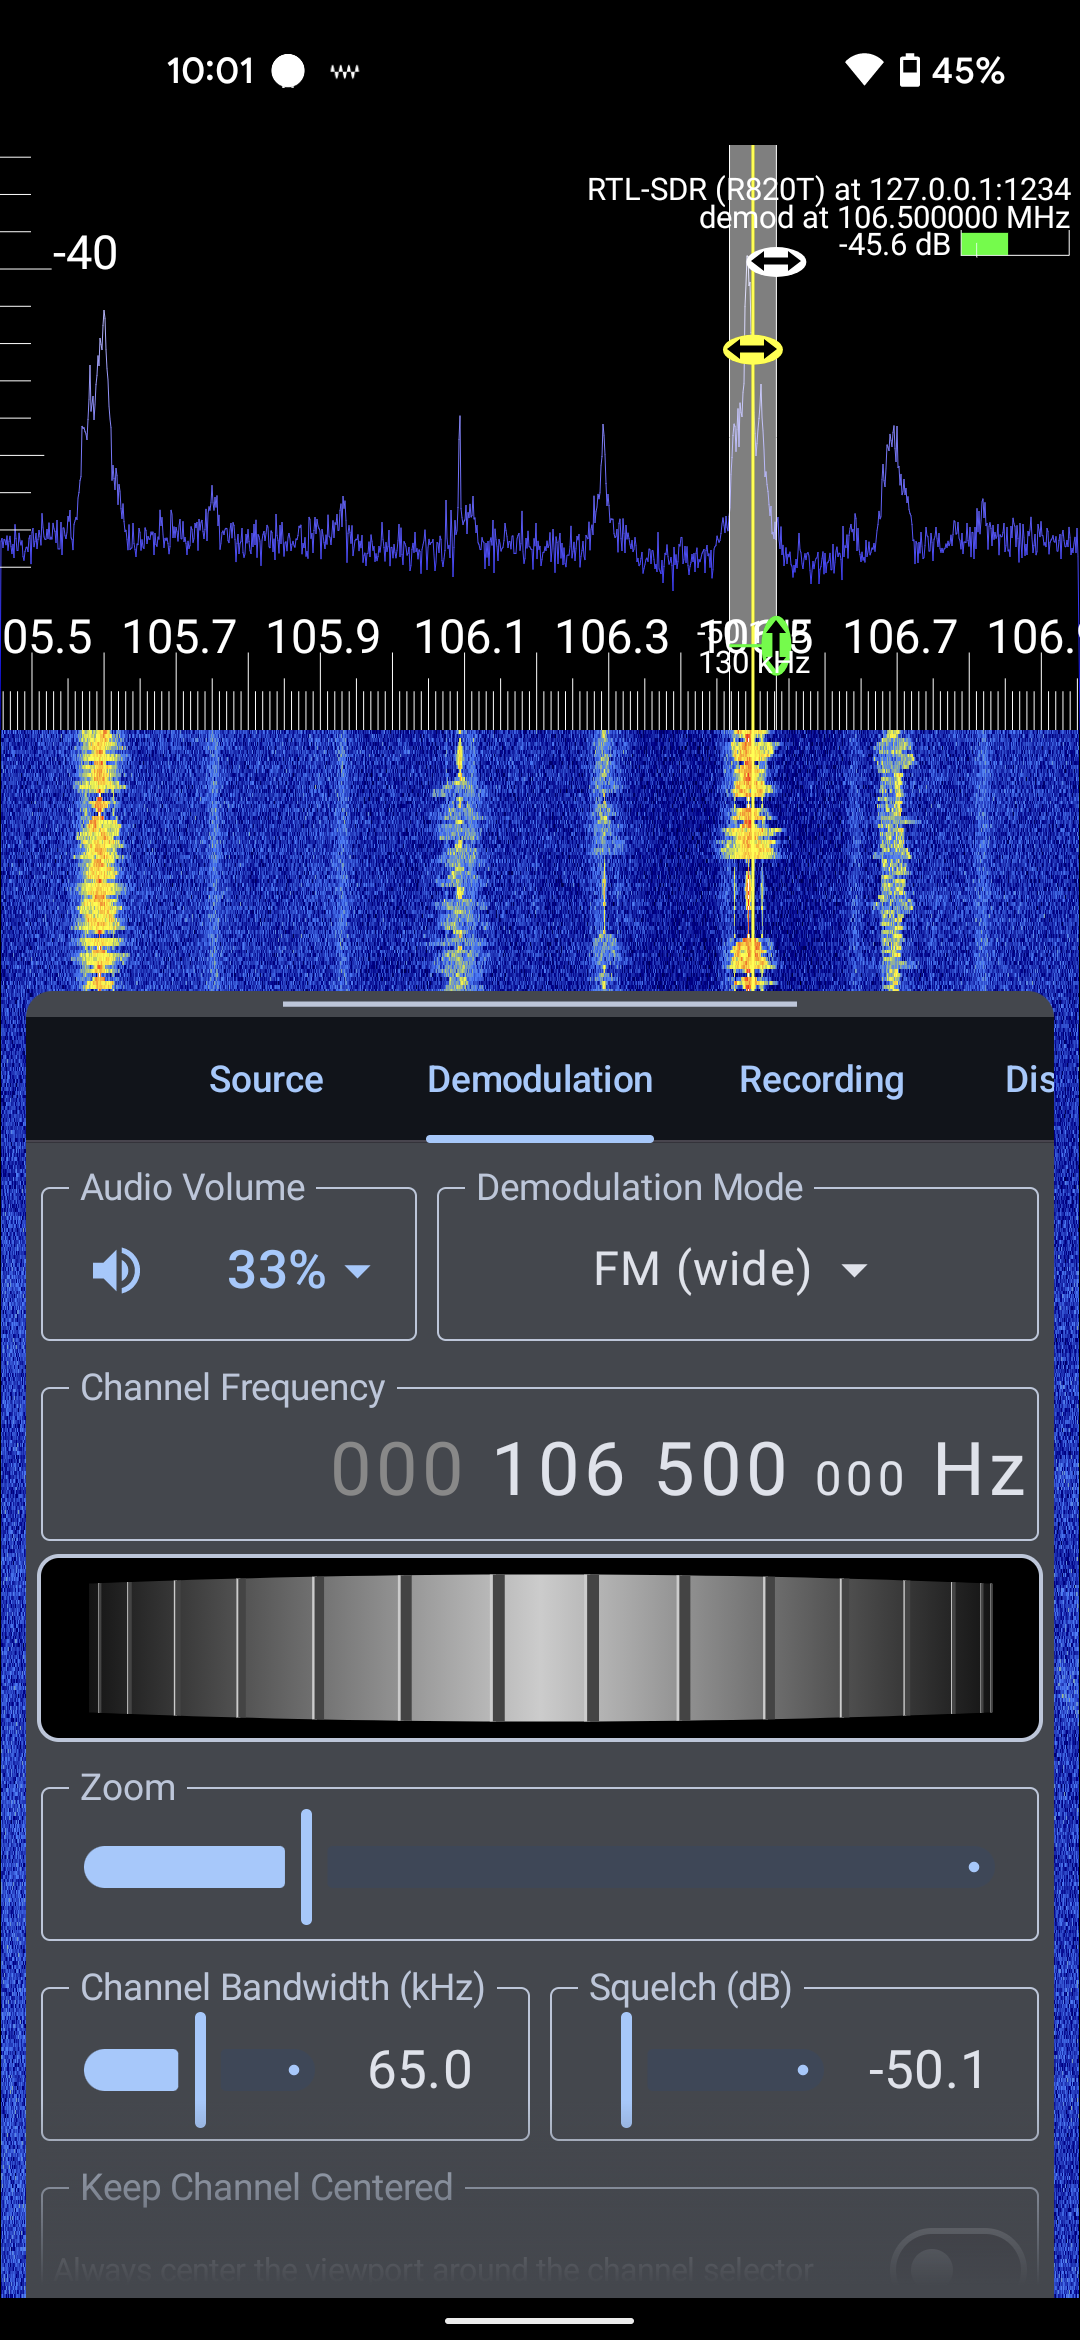 10:01
45%
RTL-SDR (R820T) at 127.0.0.1:1234
demod at 106.500000 MHz
-40
-45.6 dB
05.5 105.7 105.9 106.1 106.3 106.7 106.
130 kHz
Source Demodulation Recording Dis
Audio Volume Demodulation Mode
33% FM (wide)
Channel Frequency
000 106 500 000 Hz
Zoom
Channel Bandwidth (kHz) Squelch (dB)
65.0 -50.1
Keep Channel Centered
Always center the viewport around the channel selector